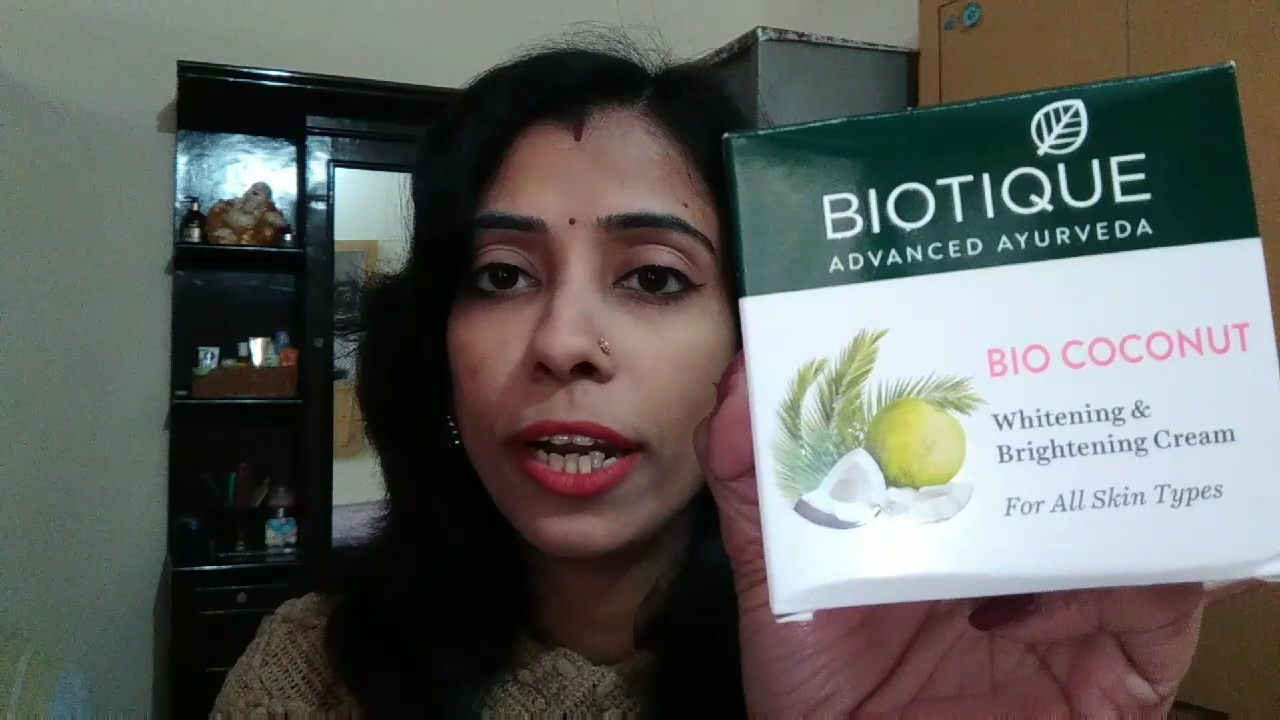 BIOTIQUE
ADVANCED AYURVEDA
BIO COCONUT
Whitening &
Brightening Cream
For All Skin Types